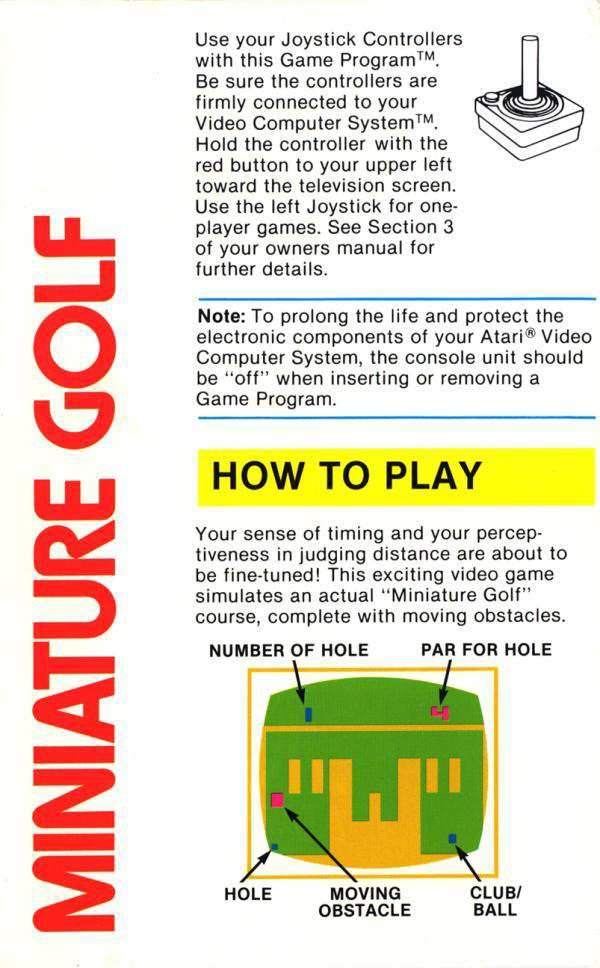 MINIATURE GOLF
Use your Joystick Controllers
with this Game Program™.
Be sure the controllers are
firmly connected to your
Video Computer System™.
Hold the controller with the
red button to your upper left
toward the television screen.
Use the left Joystick for one-
player games. See Section 3
of your owners manual for
further details.
Note: To prolong the life and protect the
electronic components of your Atari® Video
Computer System, the console unit should
be “off” when inserting or removing a
Game Program.
HOW TO PLAY
Your sense of timing and your percep-
tiveness in judging distance are about to
be fine-tuned! This exciting video game
simulates an actual “Miniature Golf”
course, complete with moving obstacles.
NUMBER OF HOLE PAR FOR HOLE
HOLE
MOVING
OBSTACLE
CLUB/
BALL